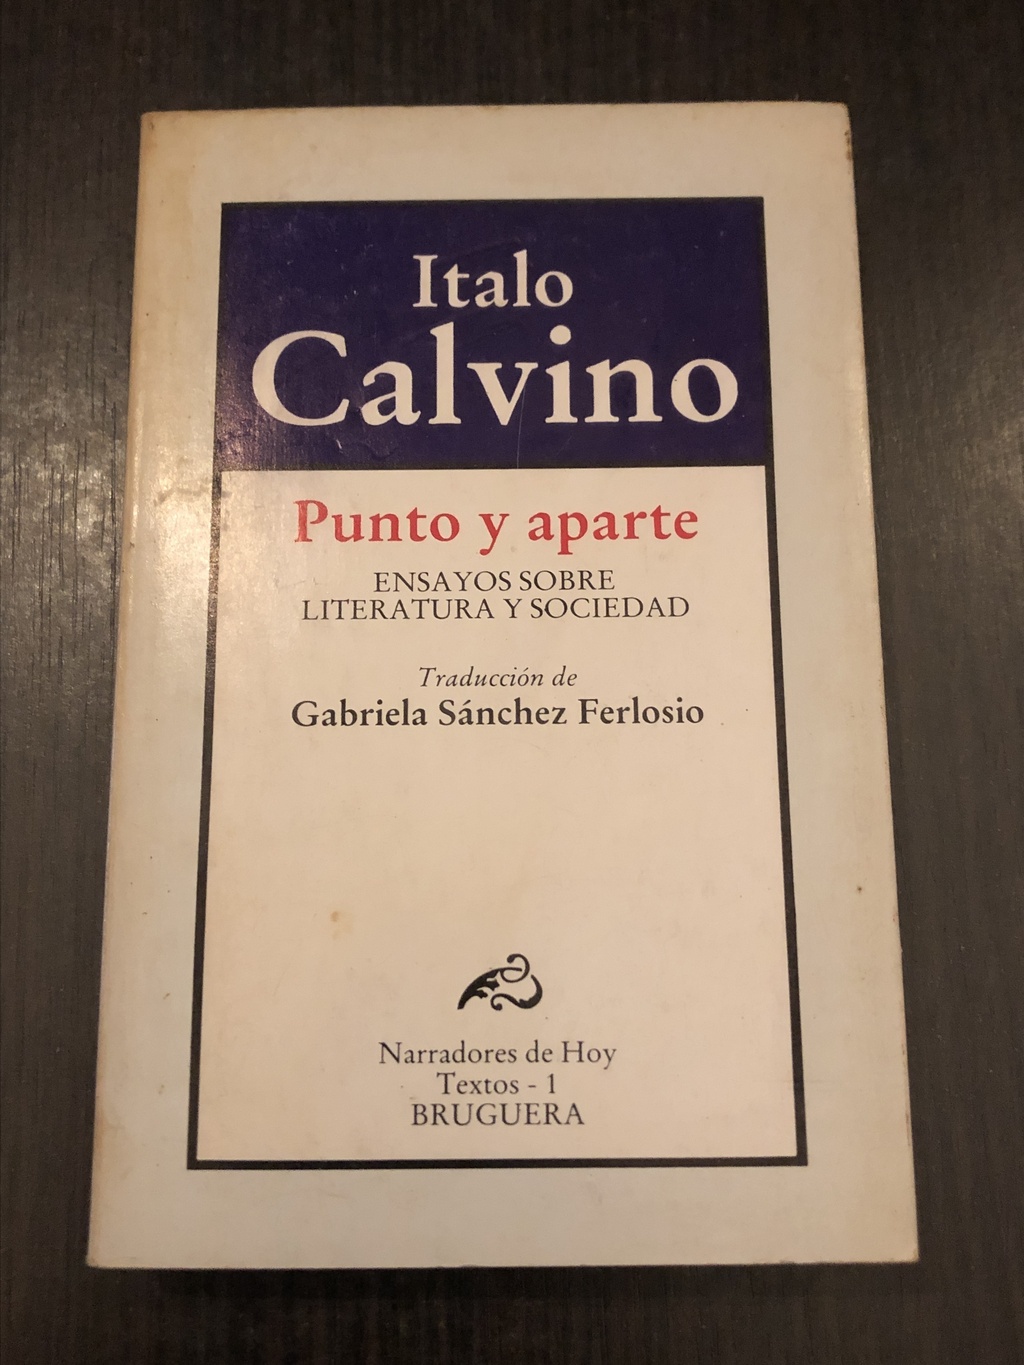 Italo
Calvino
Punto y aparte
ENSAYOS SOBRE
LITERATURA Y SOCIEDAD
Traducción de
Gabriela Sánchez Ferlosio
Narradores de Hoy
Textos - 1
BRUGUERA